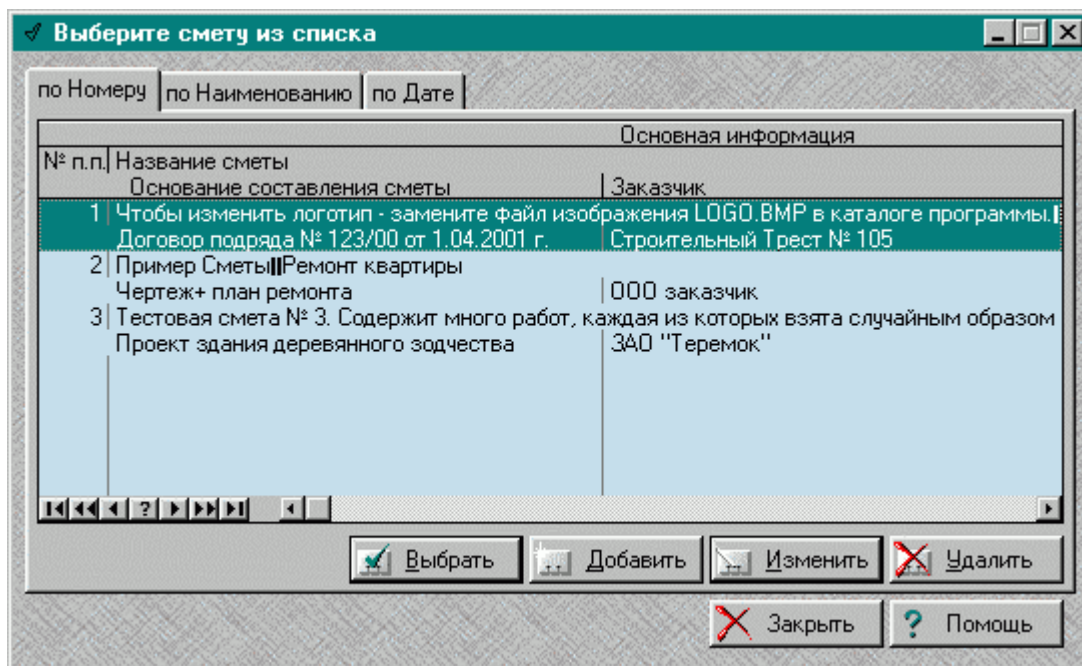 Выберите смету из списка
по Номеру по Наименованию по Дате
Основная информация
№ п.п. Название сметы
Основание составления сметы Заказчик
1 Чтобы изменить логотип - замените файл изображения LOGO.BMP в каталоге программы.
Договор подряда № 123/00 от 1.04.2001 г. Строительный Трест № 105
2 Пример Сметы||Ремонт квартиры
Чертеж+ план ремонта ООО заказчик
3 Тестовая смета № 3. Содержит много работ, каждая из которых взята случайным образом
Проект здания деревянного зодчества ЗАО "Теремок"
?
Выбрать Добавить Изменить Удалить
Закрыть ? Помощь